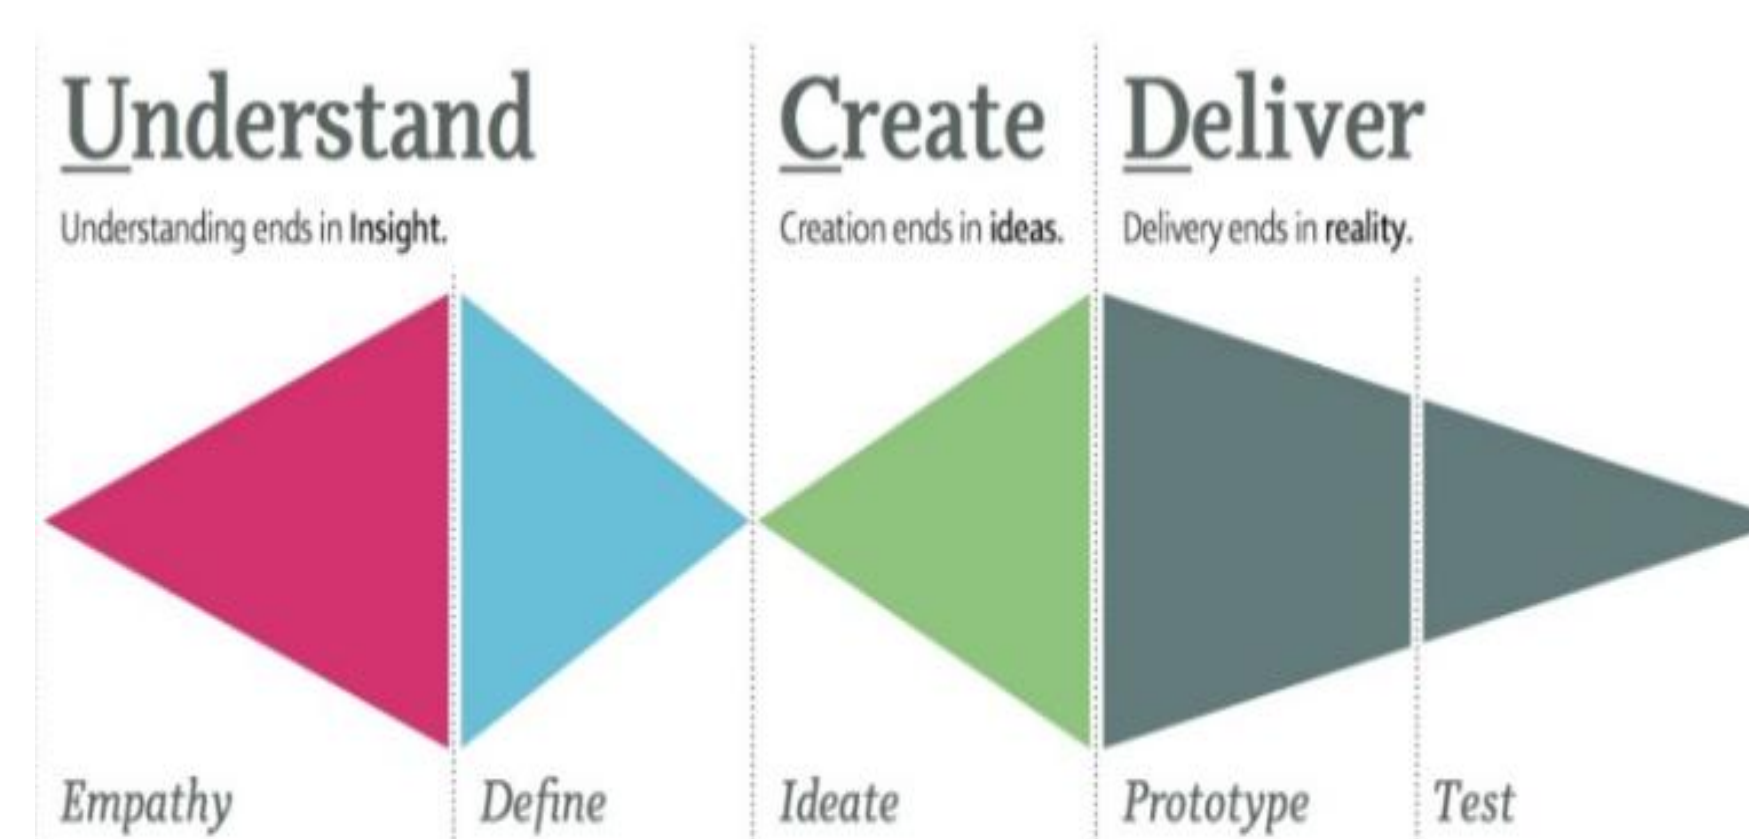 Understand
Understanding ends in Insight.
Create
Creation ends in ideas.
Deliver
Delivery ends in reality.
Empathy
Define
Ideate
Prototype
Test